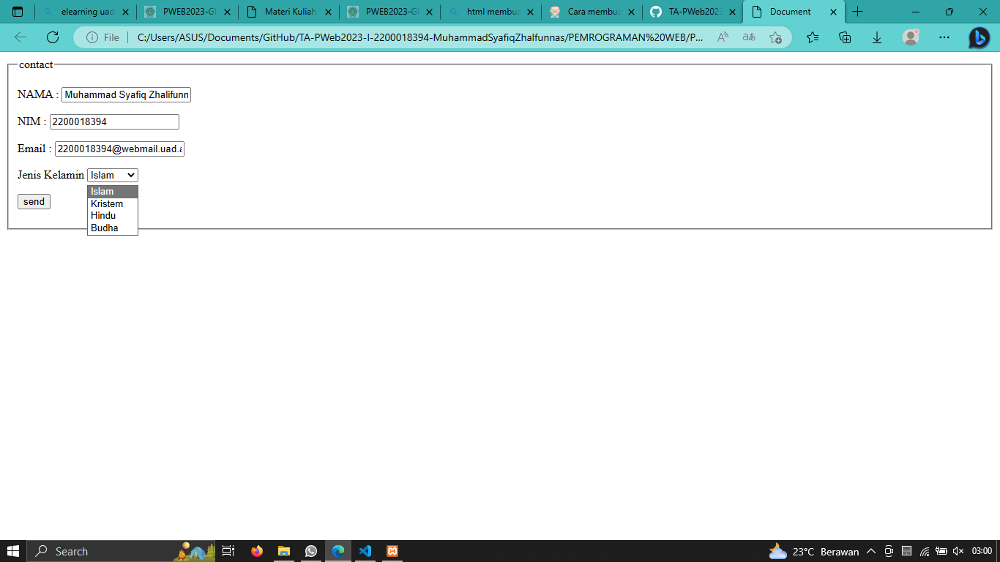 elearning uad
PWEB2023-G
Materi Kuliah
PWEB2023-G
html membua
Cara membua
TA-PWeb2023
Document
File
C:/Users/ASUS/Documents/GitHub/TA-PWeb2023-I-2200018394-MuhammadSyafiqZhalfunnas/PEMROGRAMAN%20WEB/P...
contact
NAMA : Muhammad Syafiq Zhalifunn
NIM : 2200018394
Email : 2200018394@webmail.uad.a
Jenis Kelamin Islam
Islam
Kristem
Hindu
Budha
send
Search
23°C Berawan
03:00